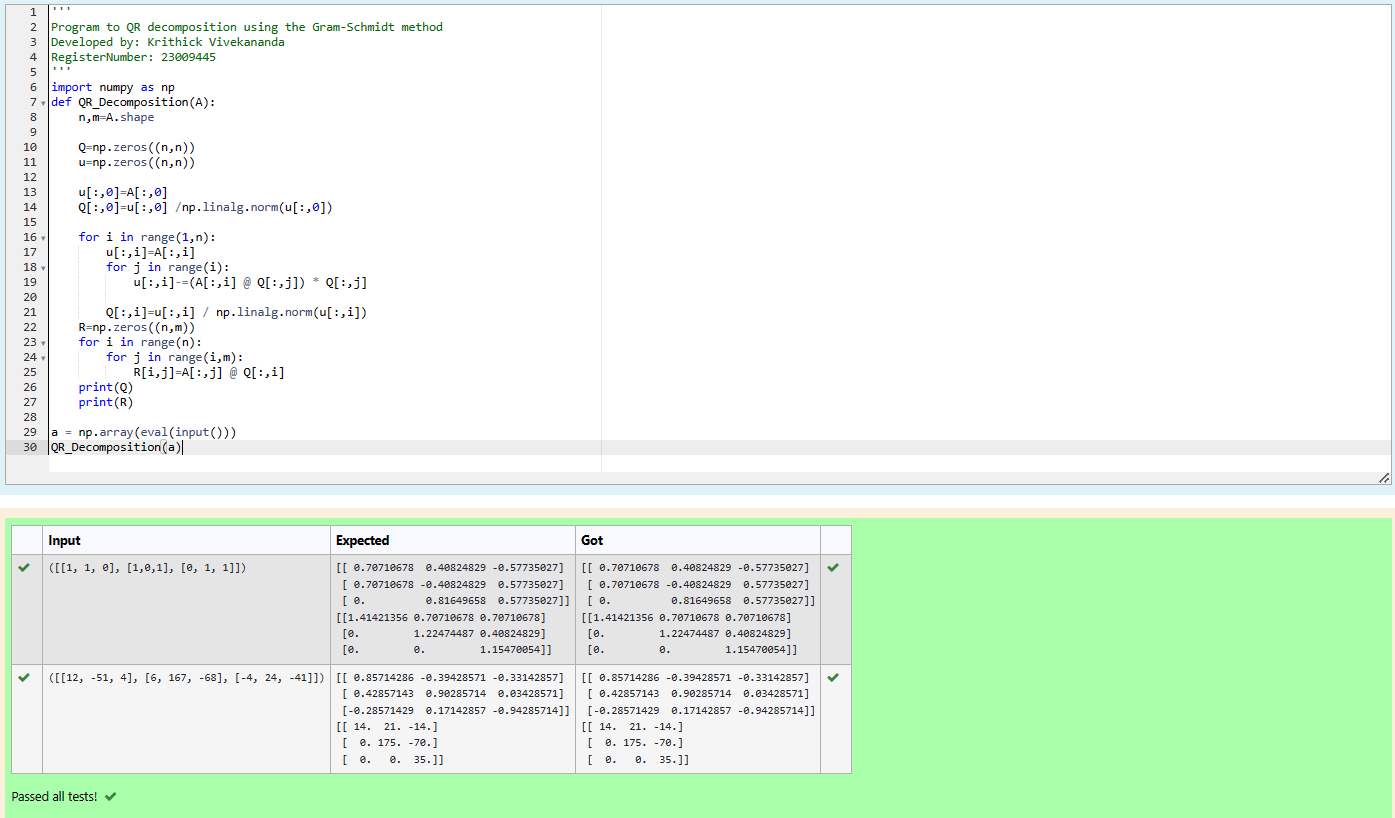 1 '''
2 Program to QR decomposition using the Gram-Schmidt method
3 Developed by: Krithick Vivekananda
4 RegisterNumber: 23009445
5 '''
6 import numpy as np
7 def QR_Decomposition(A):
8     n,m=A.shape
9
10     Q=np.zeros((n,n))
11     u=np.zeros((n,n))
12
13     u[:,0]=A[:,0]
14     Q[:,0]=u[:,0] /np.linalg.norm(u[:,0])
15
16     for i in range(1,n):
17         u[:,i]=A[:,i]
18         for j in range(i):
19             u[:,i]-=(A[:,i] @ Q[:,j]) * Q[:,j]
20
21         Q[:,i]=u[:,i] / np.linalg.norm(u[:,i])
22     R=np.zeros((n,m))
23     for i in range(n):
24         for j in range(i,m):
25             R[i,j]=A[:,j] @ Q[:,i]
26     print(Q)
27     print(R)
28
29 a = np.array(eval(input()))
30 QR_Decomposition(a)
Input Expected Got
([[1, 1, 0], [1,0,1], [0, 1, 1]]) [[ 0.70710678  0.40824829 -0.57735027] [[ 0.70710678  0.40824829 -0.57735027]
[ 0.70710678 -0.40824829  0.57735027] [ 0.70710678 -0.40824829  0.57735027]
[ 0.          0.81649658  0.57735027]] [ 0.          0.81649658  0.57735027]]
[[1.41421356 0.70710678 0.70710678] [[1.41421356 0.70710678 0.70710678]
[0.         1.22474487 0.40824829] [0.         1.22474487 0.40824829]
[0.         0.         1.15470054]] [0.         0.         1.15470054]]
([[12, -51, 4], [6, 167, -68], [-4, 24, -41]]) [[ 0.85714286 -0.39428571 -0.33142857] [[ 0.85714286 -0.39428571 -0.33142857]
[ 0.42857143  0.90285714  0.03428571] [ 0.42857143  0.90285714  0.03428571]
[-0.28571429  0.17142857 -0.94285714]] [-0.28571429  0.17142857 -0.94285714]]
[[ 14.  21. -14.] [[ 14.  21. -14.]
[  0. 175. -70.] [  0. 175. -70.]
[  0.   0.  35.]] [  0.   0.  35.]]
Passed all tests!